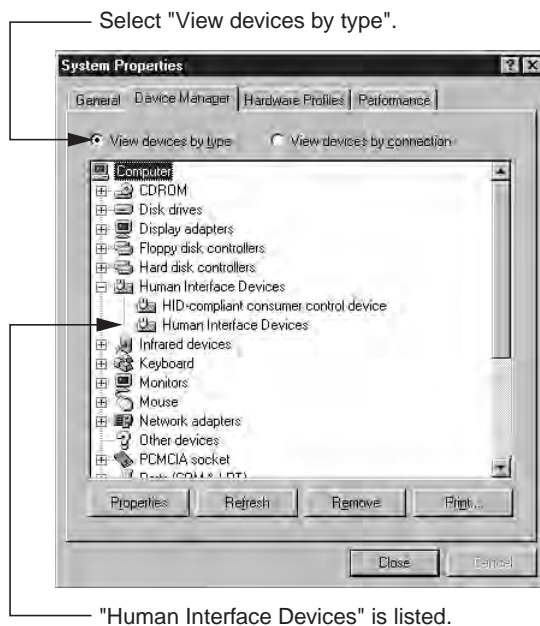 Select "View devices by type".
System Properties
General Device Manager Hardware Profiles Performance
View devices by type View devices by connection
Computer
CDROM
Disk drives
Display adapters
Floppy disk controllers
Hard disk controllers
Human Interface Devices
HID-compliant consumer control device
Human Interface Devices
Infrared devices
Keyboard
Monitors
Mouse
Network adapters
Other devices
PCMCIA socket
Ports (COM & LPT)
Properties Refresh Remove Print...
Close Cancel
"Human Interface Devices" is listed.